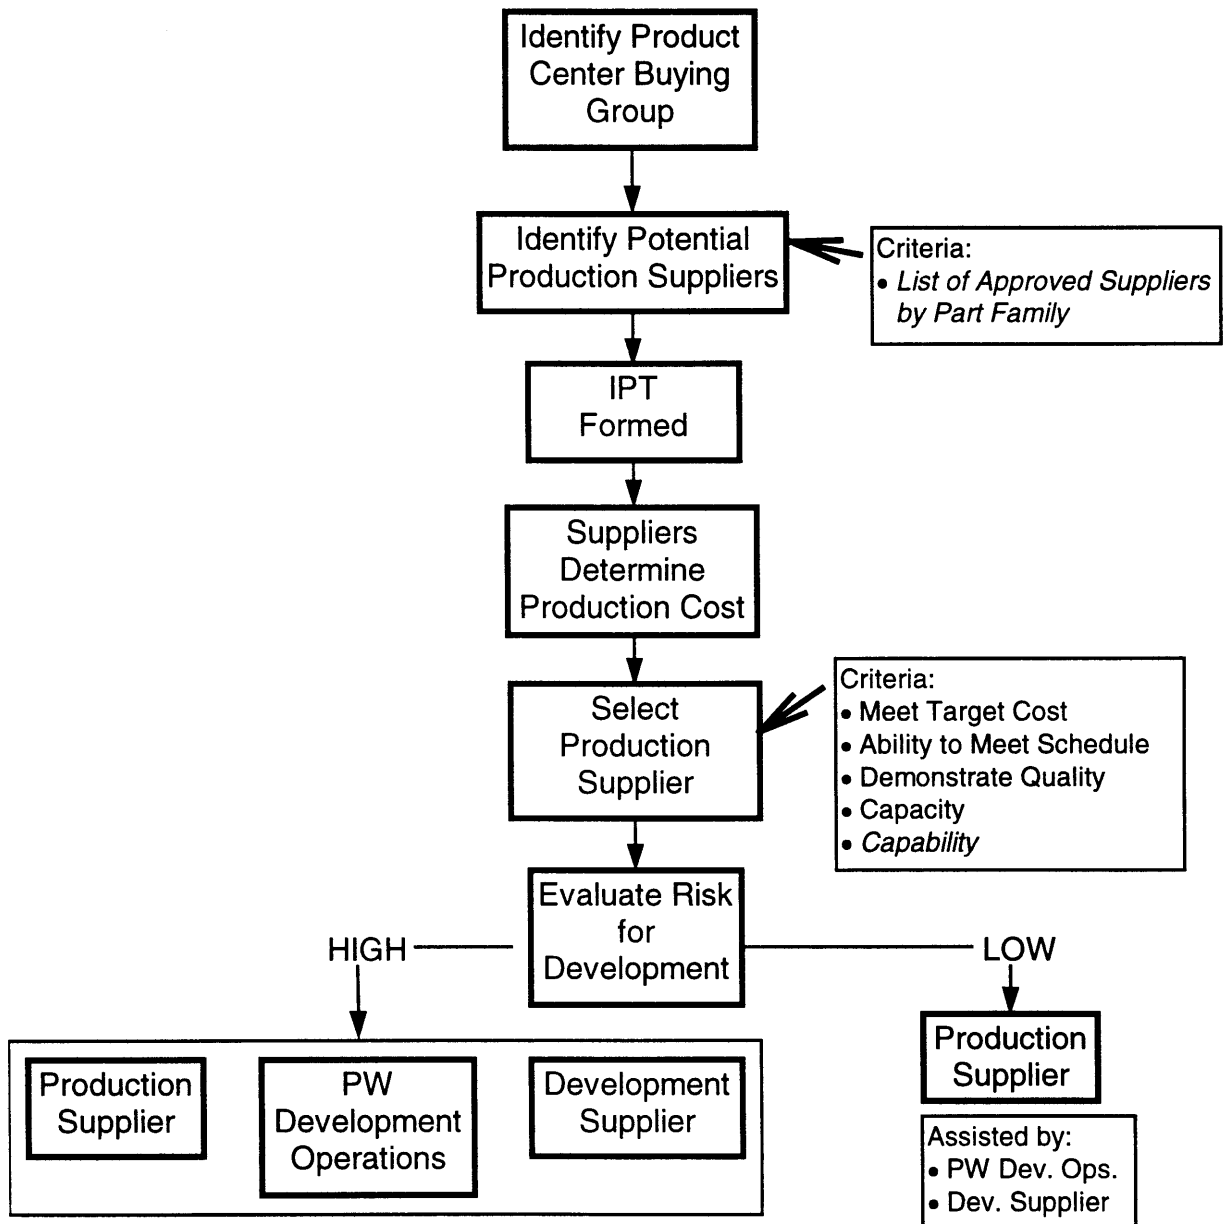 Identify Product
Center Buying
Group
Identify Potential
Production Suppliers
Criteria:
• List of Approved Suppliers
by Part Family
IPT
Formed
Suppliers
Determine
Production Cost
Select
Production
Supplier
Criteria:
• Meet Target Cost
• Ability to Meet Schedule
• Demonstrate Quality
• Capacity
• Capability
Evaluate Risk
for
Development
HIGH
LOW
Production
Supplier
PW
Development
Operations
Development
Supplier
Production
Supplier
Assisted by:
• PW Dev. Ops.
• Dev. Supplier